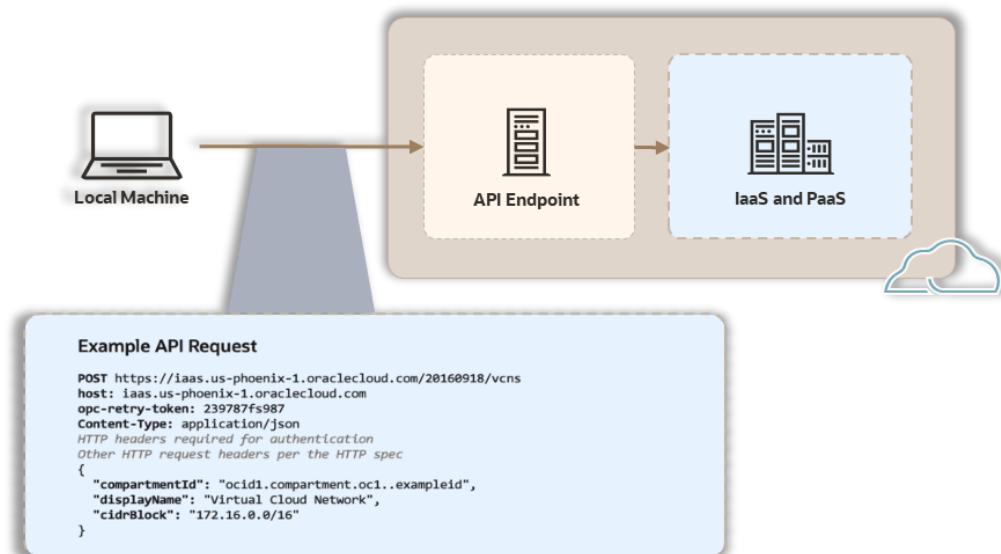 Local Machine
API Endpoint
IaaS and PaaS
Example API Request
POST https://iaas.us-phoenix-1.oraclecloud.com/20160918/vcns
host: iaas.us-phoenix-1.oraclecloud.com
opc-retry-token: 239787fs987
Content-Type: application/json
HTTP headers required for authentication
Other HTTP request headers per the HTTP spec
{
  "compartmentId": "ocid1.compartment.oc1..exampleid",
  "displayName": "Virtual Cloud Network",
  "cidrBlock": "172.16.0.0/16"
}